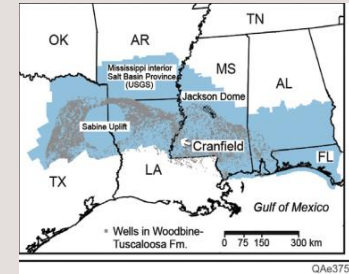 TN
OK
AR
Mississippi interior
Salt Basin Province
(USGS)
MS
AL
Jackson Dome
Sabine Uplift
Cranfield
TX
LA
FL
Gulf of Mexico
Wells in Woodbine-
Tuscaloosa Fm.
0 75 150 300 km
QAe375